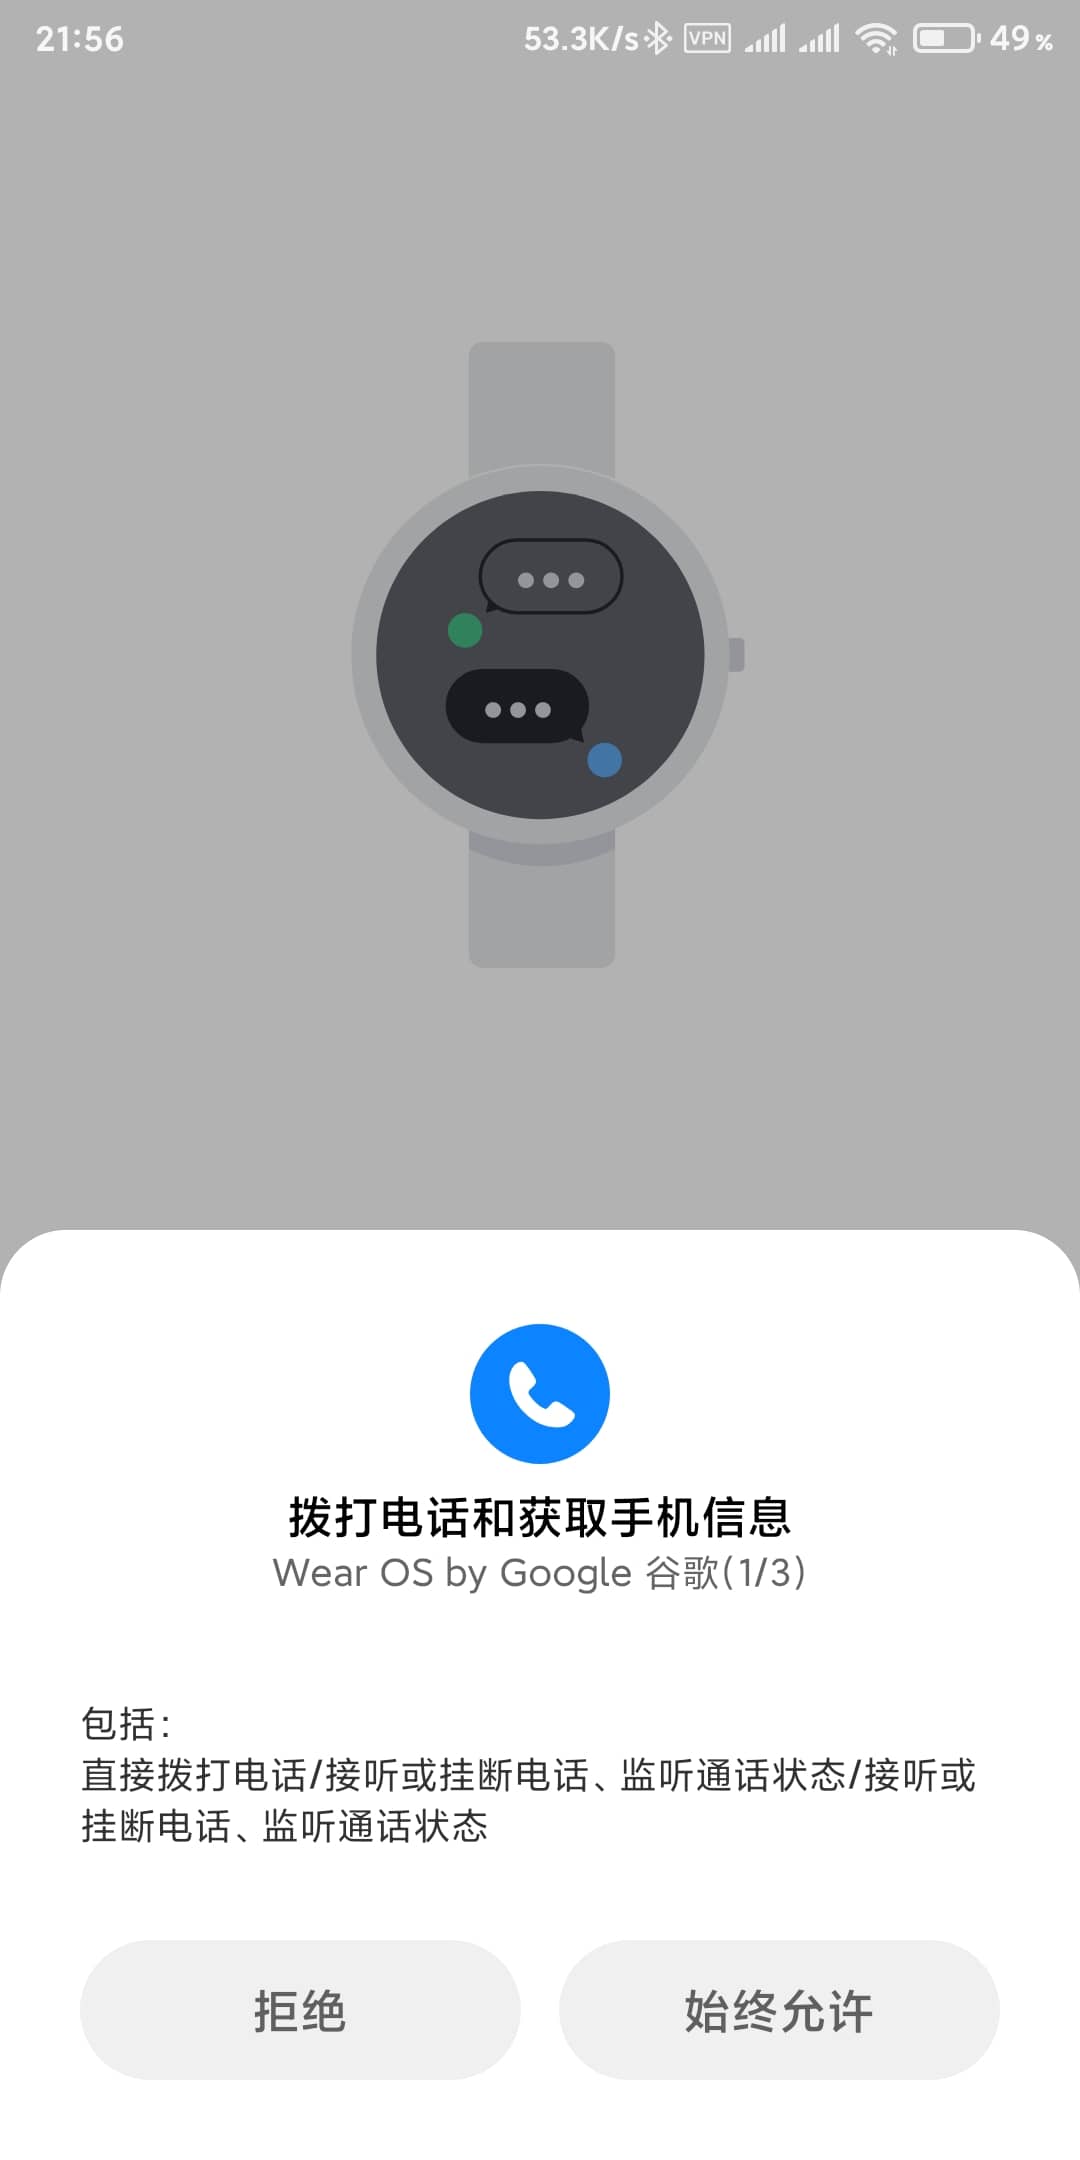 21:56
53.3K/s VPN 49%
拨打电话和获取手机信息
Wear OS by Google 谷歌(1/3)
包括:
直接拨打电话/接听或挂断电话、监听通话状态/接听或
挂断电话、监听通话状态
拒绝
始终允许